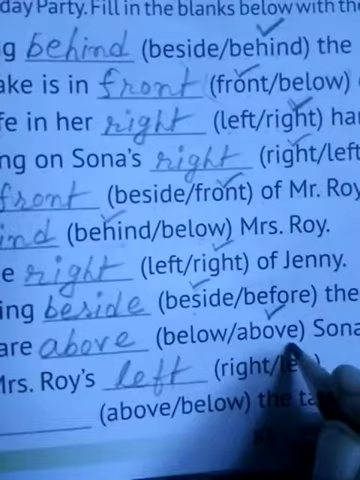 day Party. Fill in the blanks below with the
g behind (beside/behind) the
ake is in front (front/below)
fe in her right (left/right) ha
ng on Sona's right (right/left
front (beside/front) of Mr. Roy
ind (behind/below) Mrs. Roy.
e right (left/right) of Jenny.
ing beside (beside/before) the
are above (below/above) Sona
Mrs. Roy's left (right/le
(above/below) the ta